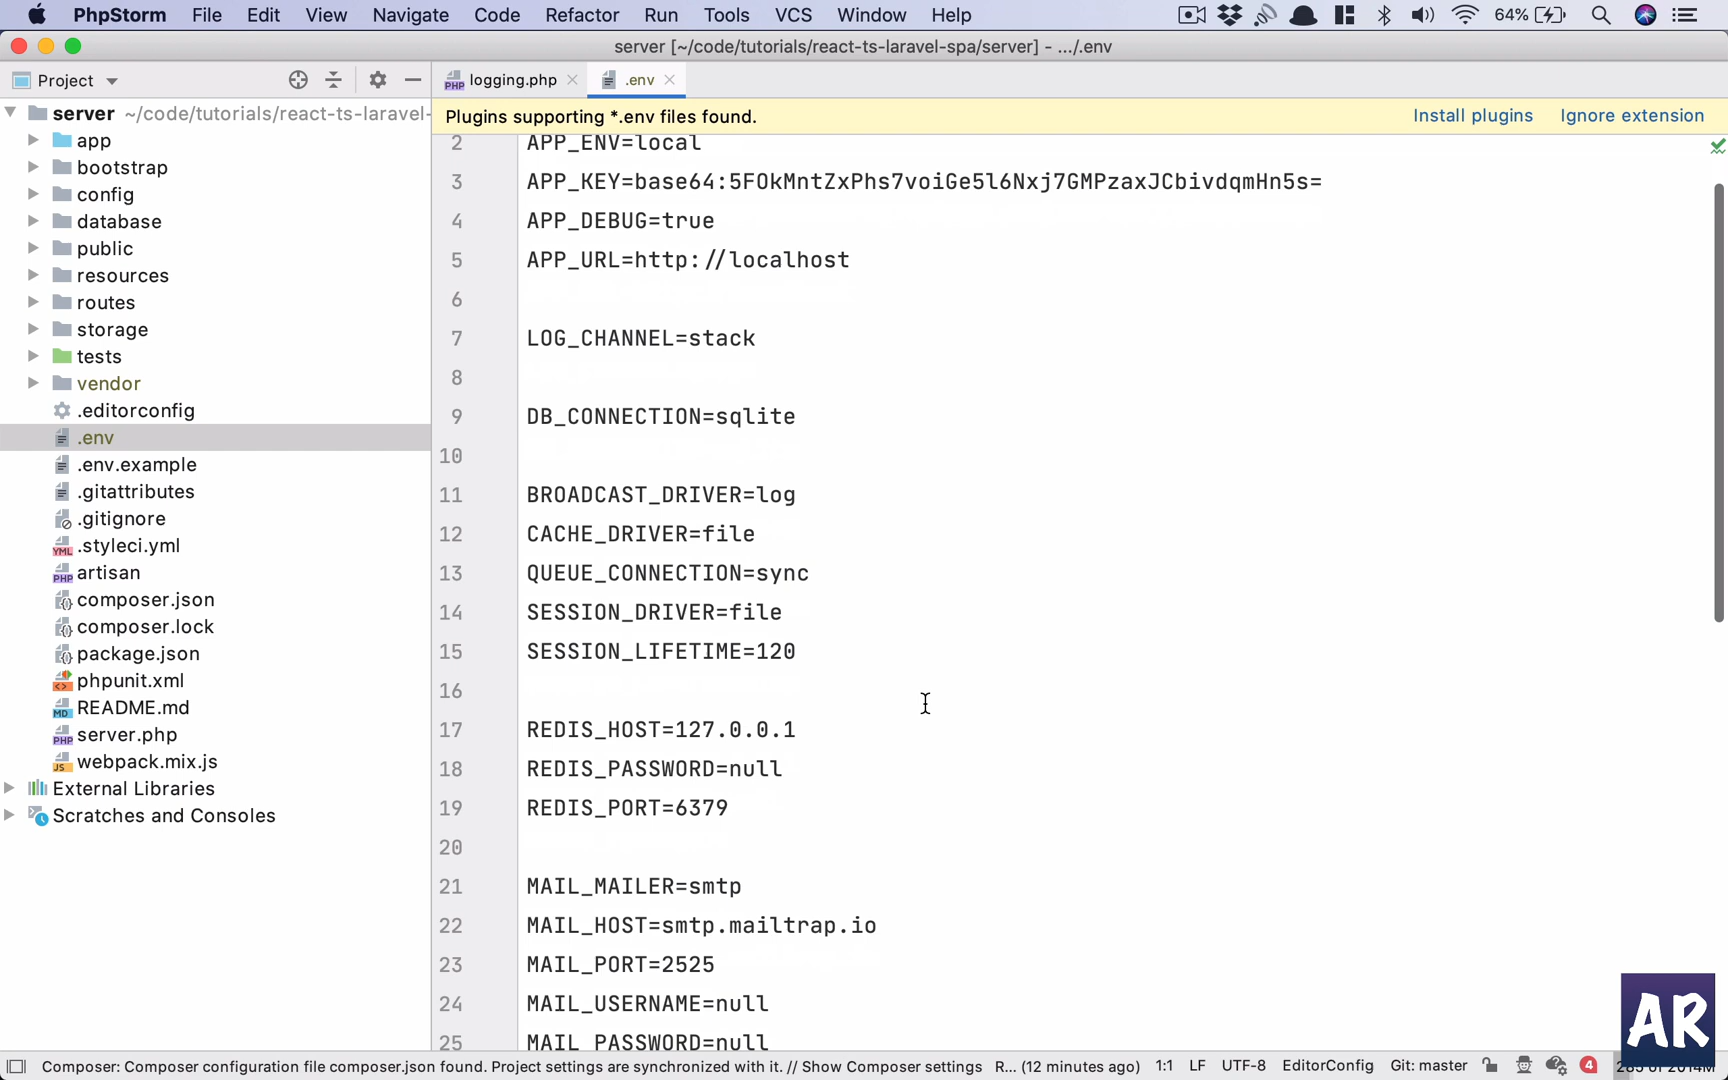 PhpStorm File Edit View Navigate Code Refactor Run Tools VCS Window Help 64%
server [~/code/tutorials/react-ts-laravel-spa/server] - .../.env
Project
logging.php .env
server ~/code/tutorials/react-ts-laravel-
Plugins supporting *.env files found. Install plugins Ignore extension
app
bootstrap
config
database
public
resources
routes
storage
tests
vendor
.editorconfig
.env
.env.example
.gitattributes
.gitignore
.styleci.yml
artisan
composer.json
composer.lock
package.json
phpunit.xml
README.md
server.php
webpack.mix.js
External Libraries
Scratches and Consoles
2 APP_ENV=local
3 APP_KEY=base64:5FOkMntZxPhs7voiGe5l6Nxj7GMPzaxJCbivdqmHn5s=
4 APP_DEBUG=true
5 APP_URL=http://localhost
6
7 LOG_CHANNEL=stack
8
9 DB_CONNECTION=sqlite
10
11 BROADCAST_DRIVER=log
12 CACHE_DRIVER=file
13 QUEUE_CONNECTION=sync
14 SESSION_DRIVER=file
15 SESSION_LIFETIME=120
16
17 REDIS_HOST=127.0.0.1
18 REDIS_PASSWORD=null
19 REDIS_PORT=6379
20
21 MAIL_MAILER=smtp
22 MAIL_HOST=smtp.mailtrap.io
23 MAIL_PORT=2525
24 MAIL_USERNAME=null
25 MAIL_PASSWORD=null
AR
Composer: Composer configuration file composer.json found. Project settings are synchronized with it. // Show Composer settings R... (12 minutes ago) 1:1 LF UTF-8 EditorConfig Git: master 4